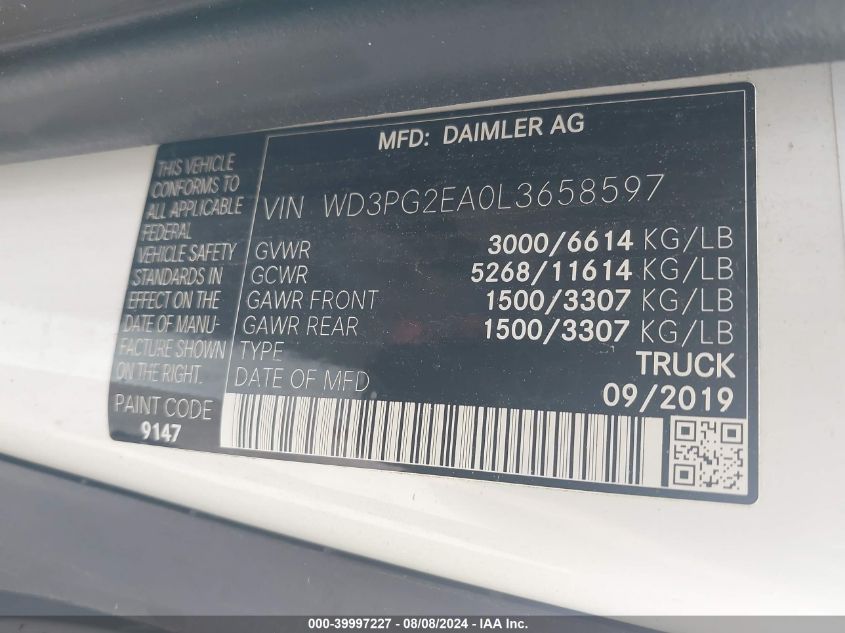 MFD: DAIMLER AG
THIS VEHICLE
CONFORMS TO
ALL APPLICABLE
FEDERAL
VEHICLE SAFETY
STANDARDS IN
EFFECT ON THE
DATE OF MANU-
FACTURE SHOWN
ON THE RIGHT.
PAINT CODE
9147
VIN WD3PG2EA0L3658597
GVWR 3000/6614 KG/LB
GCWR 5268/11614 KG/LB
GAWR FRONT 1500/3307 KG/LB
GAWR REAR 1500/3307 KG/LB
TYPE TRUCK
DATE OF MFD 09/2019
000-39997227 - 08/08/2024 - IAA Inc.